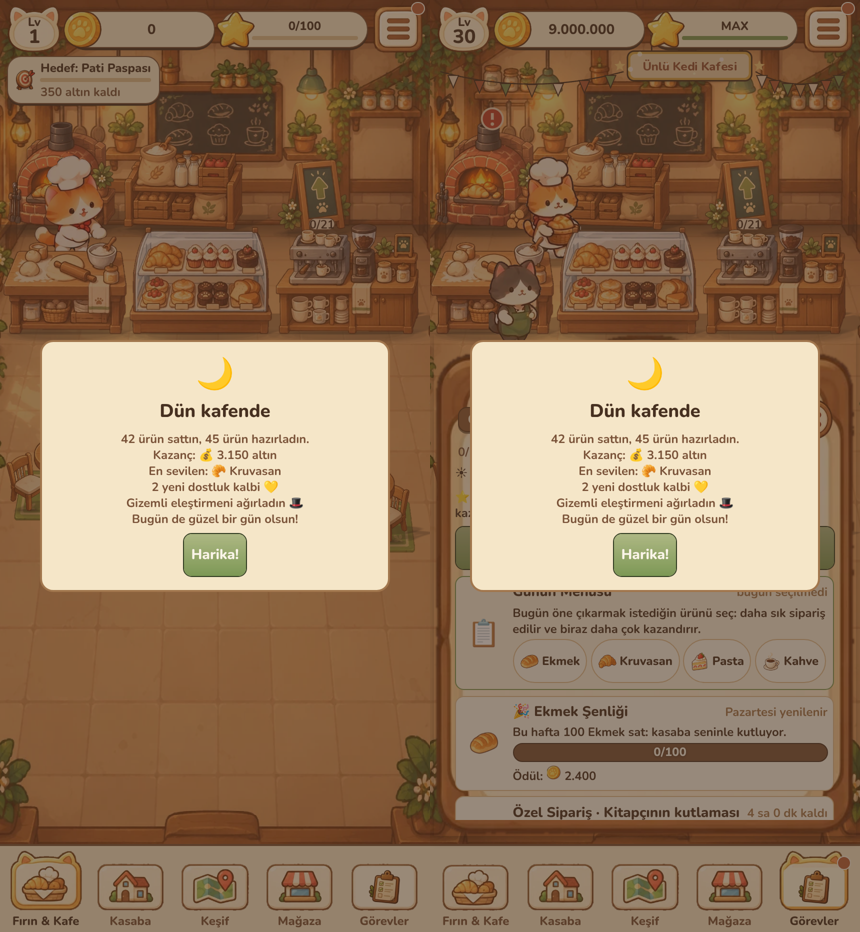 Lv
1
0
0/100
Hedef: Pati Paspası
350 altın kaldı
0/21
🌙
Dün kafende
42 ürün sattın, 45 ürün hazırladın.
Kazanç: 💰 3.150 altın
En sevilen: 🥐 Kruvasan
2 yeni dostluk kalbi 💛
Gizemli eleştirmeni ağırladın 🎩
Bugün de güzel bir gün olsun!
Harika!
Fırın & Kafe
Kasaba
Keşif
Mağaza
Görevler
Lv
30
9.000.000
MAX
Ünlü Kedi Kafesi
0/21
🌙
Dün kafende
42 ürün sattın, 45 ürün hazırladın.
Kazanç: 💰 3.150 altın
En sevilen: 🥐 Kruvasan
2 yeni dostluk kalbi 💛
Gizemli eleştirmeni ağırladın 🎩
Bugün de güzel bir gün olsun!
Harika!
0/
ka:
Günün Menüsü bugün seçilmedi
Bugün öne çıkarmak istediğin ürünü seç: daha sık sipariş
edilir ve biraz daha çok kazandırır.
Ekmek Kruvasan Pasta Kahve
🎉 Ekmek Şenliği Pazartesi yenilenir
Bu hafta 100 Ekmek sat: kasaba seninle kutluyor.
0/100
Ödül: 2.400
Özel Sipariş · Kitapçının kutlaması 4 sa 0 dk kaldı
Fırın & Kafe
Kasaba
Keşif
Mağaza
Görevler